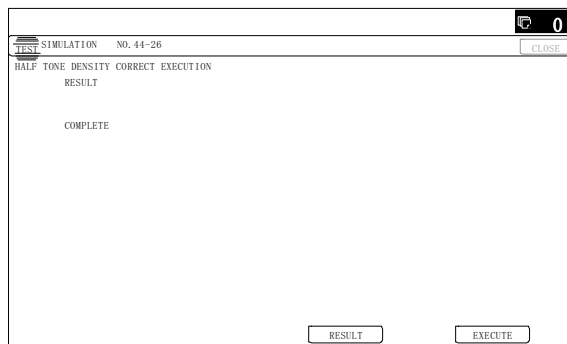 0
TEST SIMULATION NO. 44-26
CLOSE
HALF TONE DENSITY CORRECT EXECUTION
RESULT
COMPLETE
RESULT EXECUTE